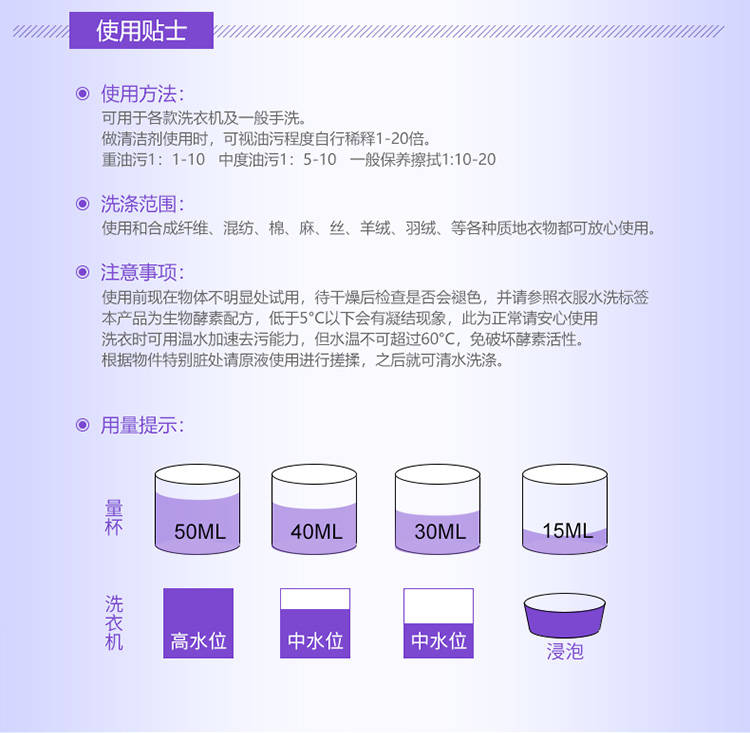 使用贴士
使用方法：
可用于各款洗衣机及一般手洗。
做清洁剂使用时，可视油污程度自行稀释1-20倍。
重油污1：1-10 中度油污1：5-10 一般保养擦拭1:10-20
洗涤范围：
使用和合成纤维、混纺、棉、麻、丝、羊绒、羽绒、等各种质地衣物都可放心使用。
注意事项：
使用前现在物体不明显处试用，待干燥后检查是否会褪色，并请参照衣服水洗标签
本产品为生物酵素配方，低于5°C以下会有凝结现象，此为正常请安心使用
洗衣时可用温水加速去污能力，但水温不可超过60°C，免破坏酵素活性。
根据物件特别脏处请原液使用进行搓揉，之后就可清水洗涤。
用量提示：
量杯
50ML 40ML 30ML 15ML
洗衣机
高水位 中水位 中水位 浸泡